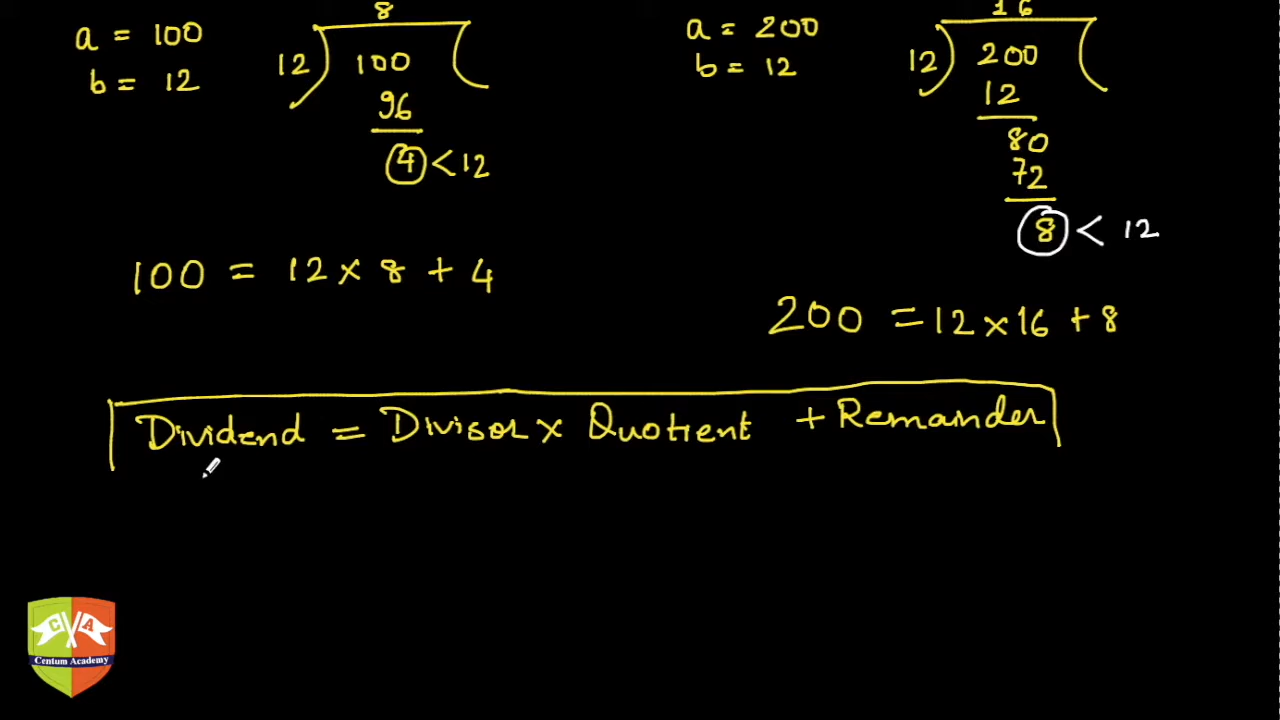 8
a = 100
b = 12
12 ) 100 (
96
4 < 12
100 = 12 × 8 + 4
16
a = 200
b = 12
12 ) 200 (
12
80
72
8 < 12
200 = 12 × 16 + 8
Dividend = Divisor × Quotient + Remainder
CA
Centum Academy